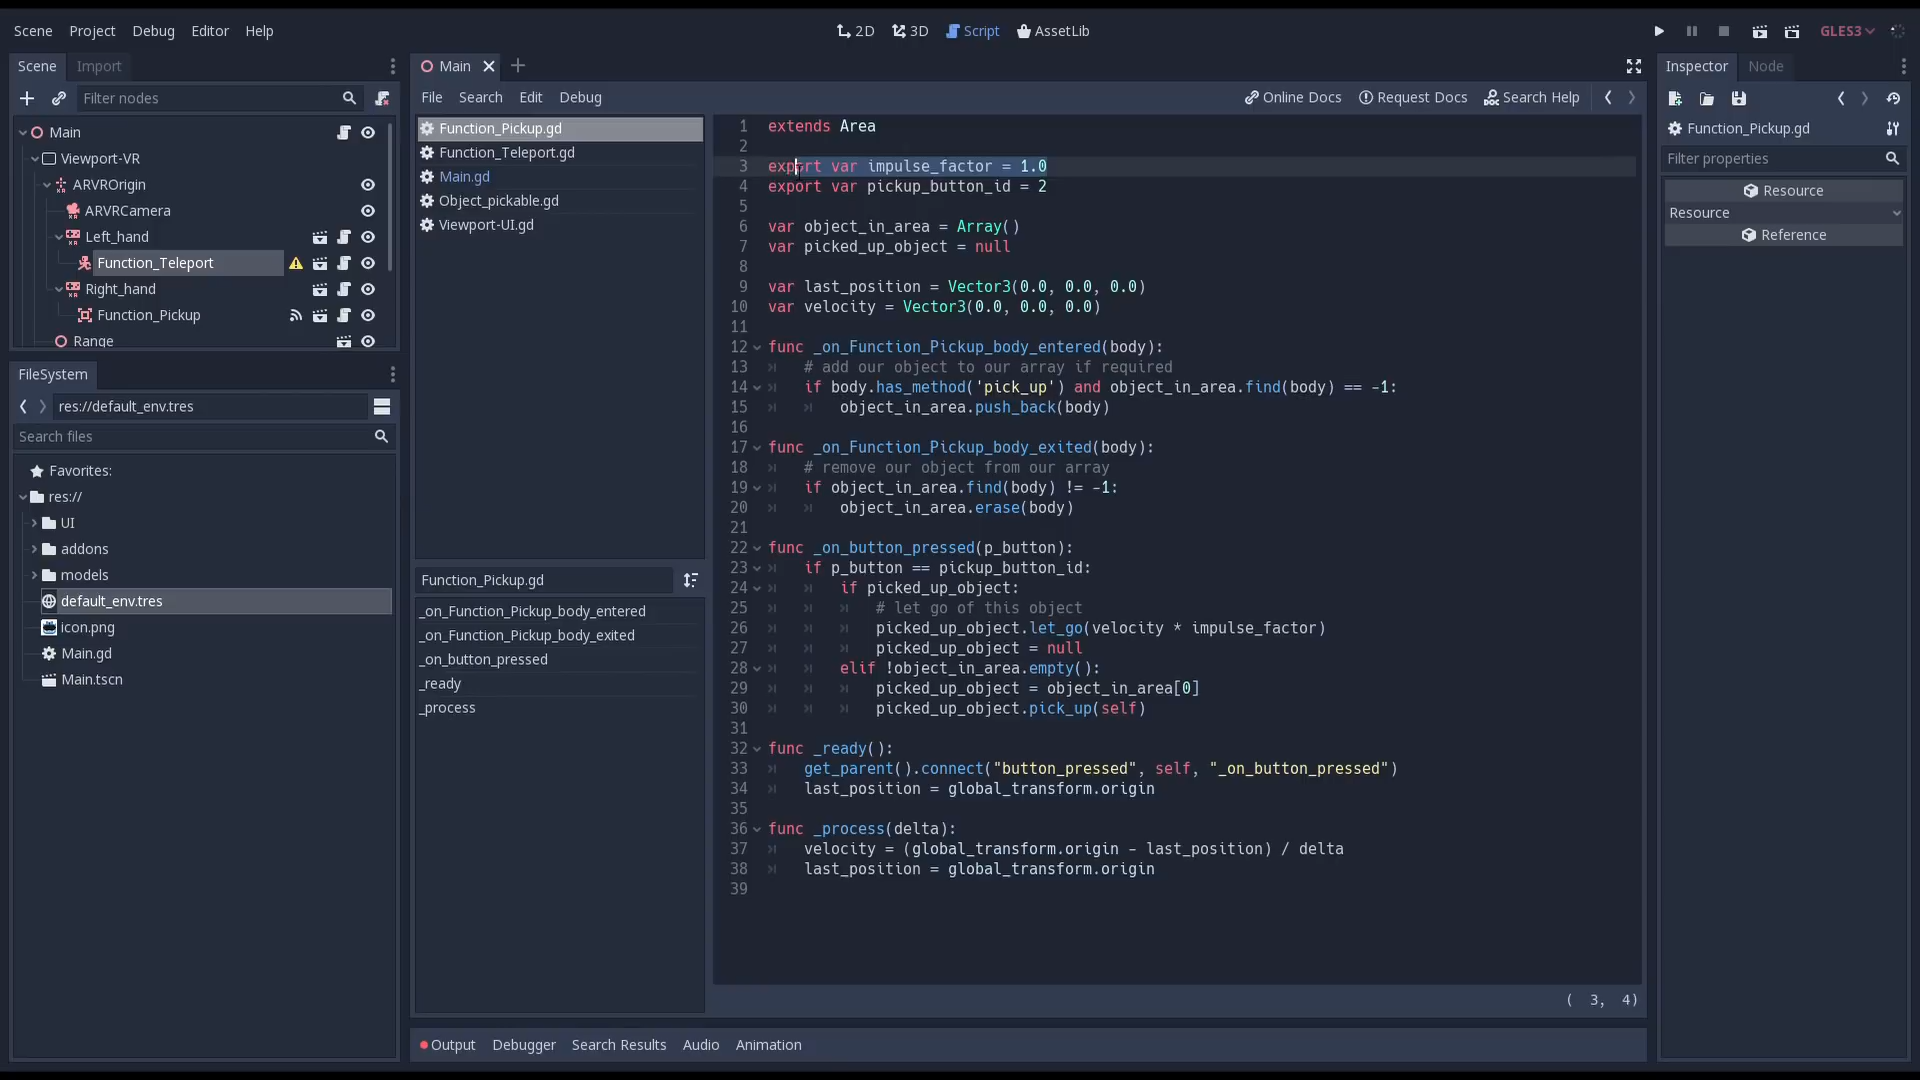 Scene Project Debug Editor Help
2D 3D Script AssetLib
GLES3
Scene Import
Filter nodes
Main
Viewport-VR
ARVROrigin
ARVRCamera
Left_hand
Function_Teleport
Right_hand
Function_Pickup
Range
FileSystem
res://default_env.tres
Search files
Favorites:
res://
UI
addons
models
default_env.tres
icon.png
Main.gd
Main.tscn
Main
File Search Edit Debug
Online Docs Request Docs Search Help
Function_Pickup.gd
Function_Teleport.gd
Main.gd
Object_pickable.gd
Viewport-UI.gd
Function_Pickup.gd
_on_Function_Pickup_body_entered
_on_Function_Pickup_body_exited
_on_button_pressed
_ready
_process
1 extends Area
2
3 export var impulse_factor = 1.0
4 export var pickup_button_id = 2
5
6 var object_in_area = Array()
7 var picked_up_object = null
8
9 var last_position = Vector3(0.0, 0.0, 0.0)
10 var velocity = Vector3(0.0, 0.0, 0.0)
11
12 func _on_Function_Pickup_body_entered(body):
13 # add our object to our array if required
14 if body.has_method('pick_up') and object_in_area.find(body) == -1:
15 object_in_area.push_back(body)
16
17 func _on_Function_Pickup_body_exited(body):
18 # remove our object from our array
19 if object_in_area.find(body) != -1:
20 object_in_area.erase(body)
21
22 func _on_button_pressed(p_button):
23 if p_button == pickup_button_id:
24 if picked_up_object:
25 # let go of this object
26 picked_up_object.let_go(velocity * impulse_factor)
27 picked_up_object = null
28 elif !object_in_area.empty():
29 picked_up_object = object_in_area[0]
30 picked_up_object.pick_up(self)
31
32 func _ready():
33 get_parent().connect("button_pressed", self, "_on_button_pressed")
34 last_position = global_transform.origin
35
36 func _process(delta):
37 velocity = (global_transform.origin - last_position) / delta
38 last_position = global_transform.origin
39
( 3, 4)
Output Debugger Search Results Audio Animation
Inspector Node
Function_Pickup.gd
Filter properties
Resource
Resource
Reference